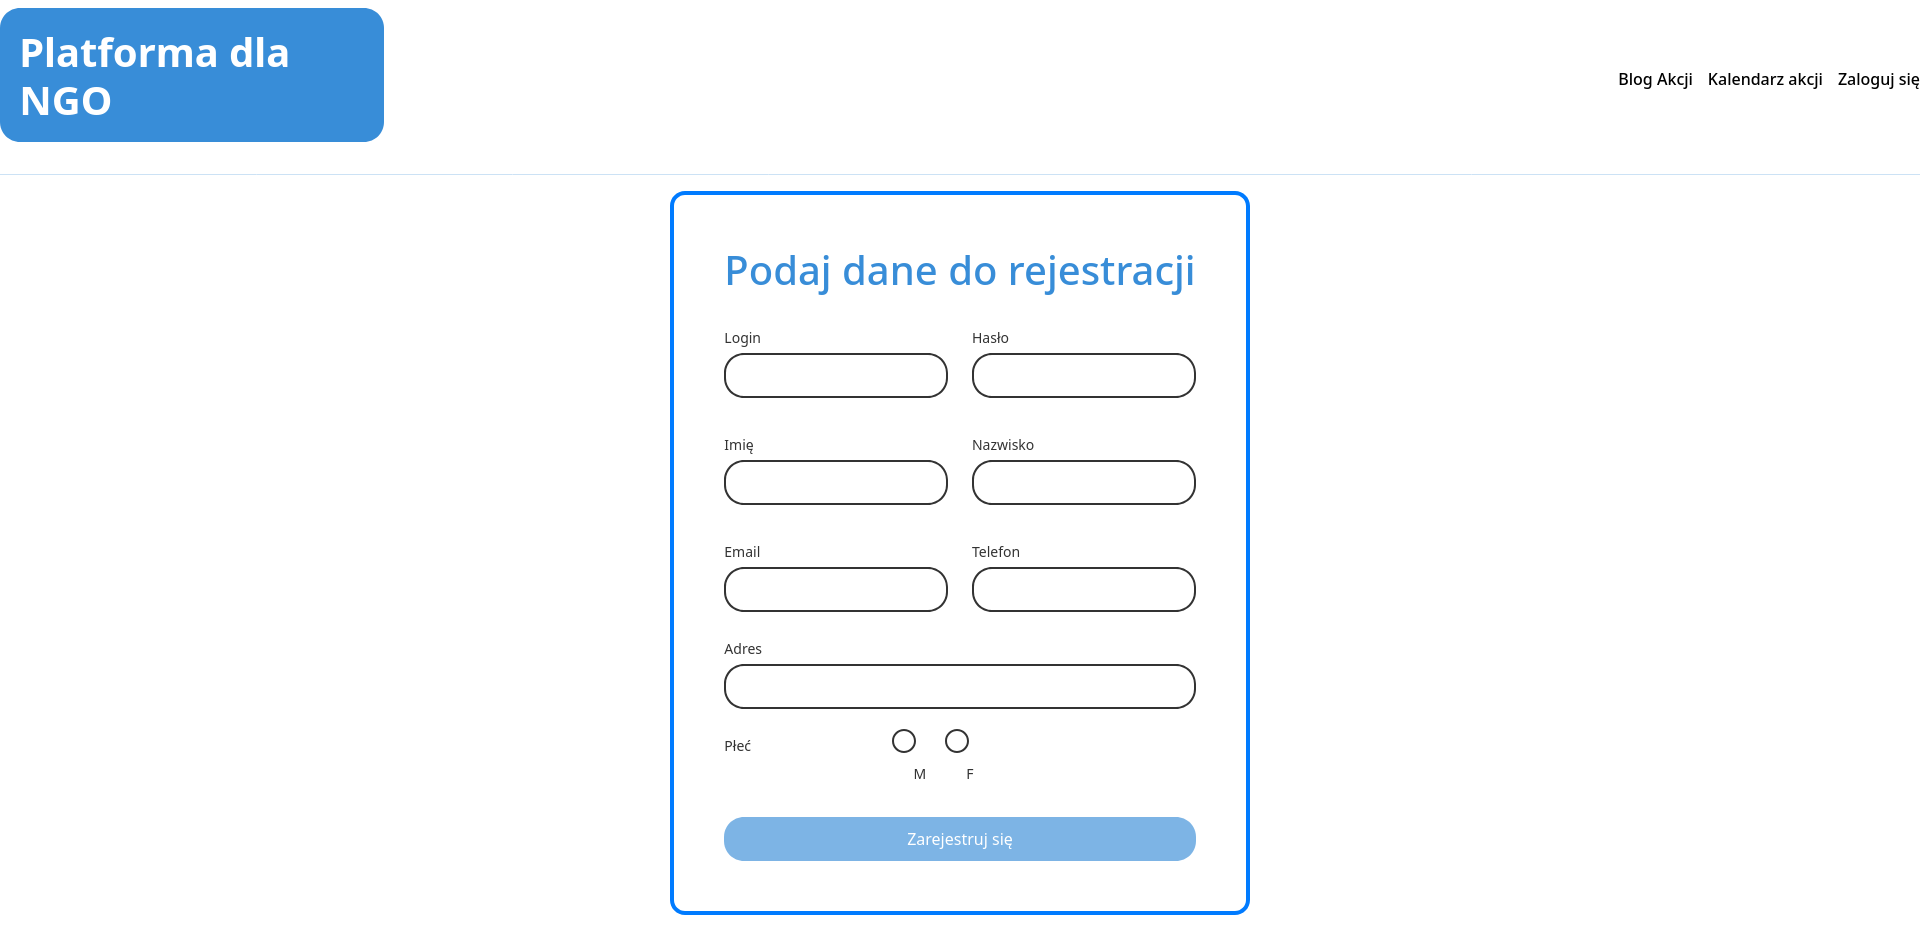 Platforma dla
NGO
Blog Akcji Kalendarz akcji Zaloguj się
Podaj dane do rejestracji
Login Hasło
Imię Nazwisko
Email Telefon
Adres
Płeć
M F
Zarejestruj się